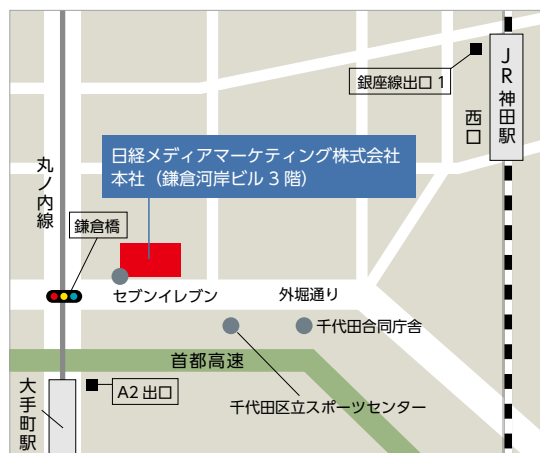 JR神田駅
銀座線出口1
西口
日経メディアマーケティング株式会社
本社（鎌倉河岸ビル3階）
丸ノ内線
鎌倉橋
セブンイレブン
外堀通り
千代田合同庁舎
首都高速
A2出口
千代田区立スポーツセンター
大手町駅